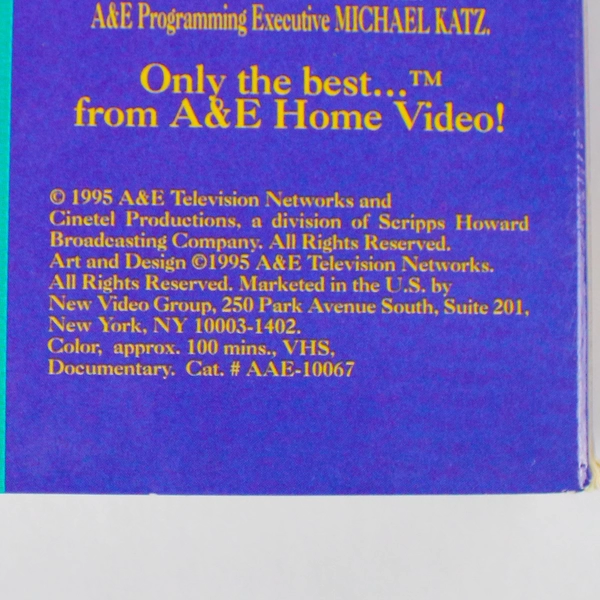 A&E Programming Executive MICHAEL KATZ.
Only the best...™
from A&E Home Video!
© 1995 A&E Television Networks and
Cinetel Productions, a division of Scripps Howard
Broadcasting Company. All Rights Reserved.
Art and Design ©1995 A&E Television Networks.
All Rights Reserved. Marketed in the U.S. by
New Video Group, 250 Park Avenue South, Suite 201,
New York, NY 10003-1402.
Color, approx. 100 mins., VHS,
Documentary. Cat. # AAE-10067